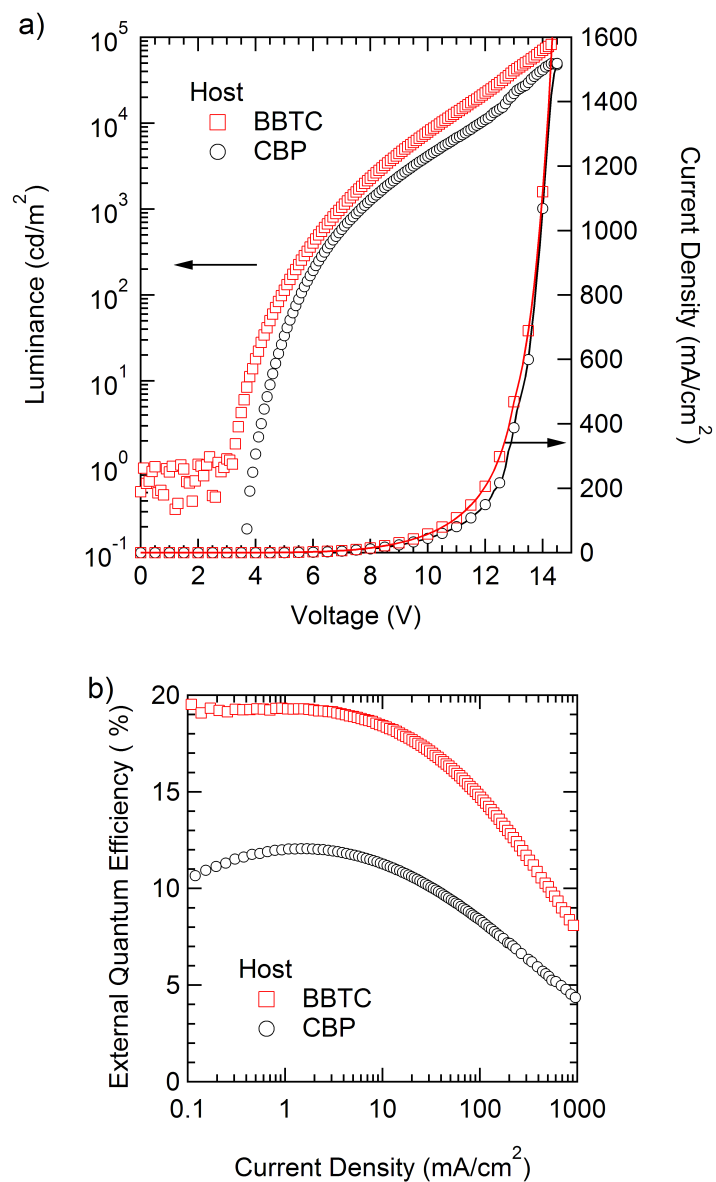 a)
10^5
10^4
10^3
10^2
10^1
10^0
10^-1
Luminance (cd/m^2)
Host
BBTC
CBP
1600
1400
1200
1000
800
600
400
200
0
Current Density (mA/cm^2)
0 2 4 6 8 10 12 14
Voltage (V)
b)
20
15
10
5
0
External Quantum Efficiency ( %)
Host
BBTC
CBP
0.1 1 10 100 1000
Current Density (mA/cm^2)